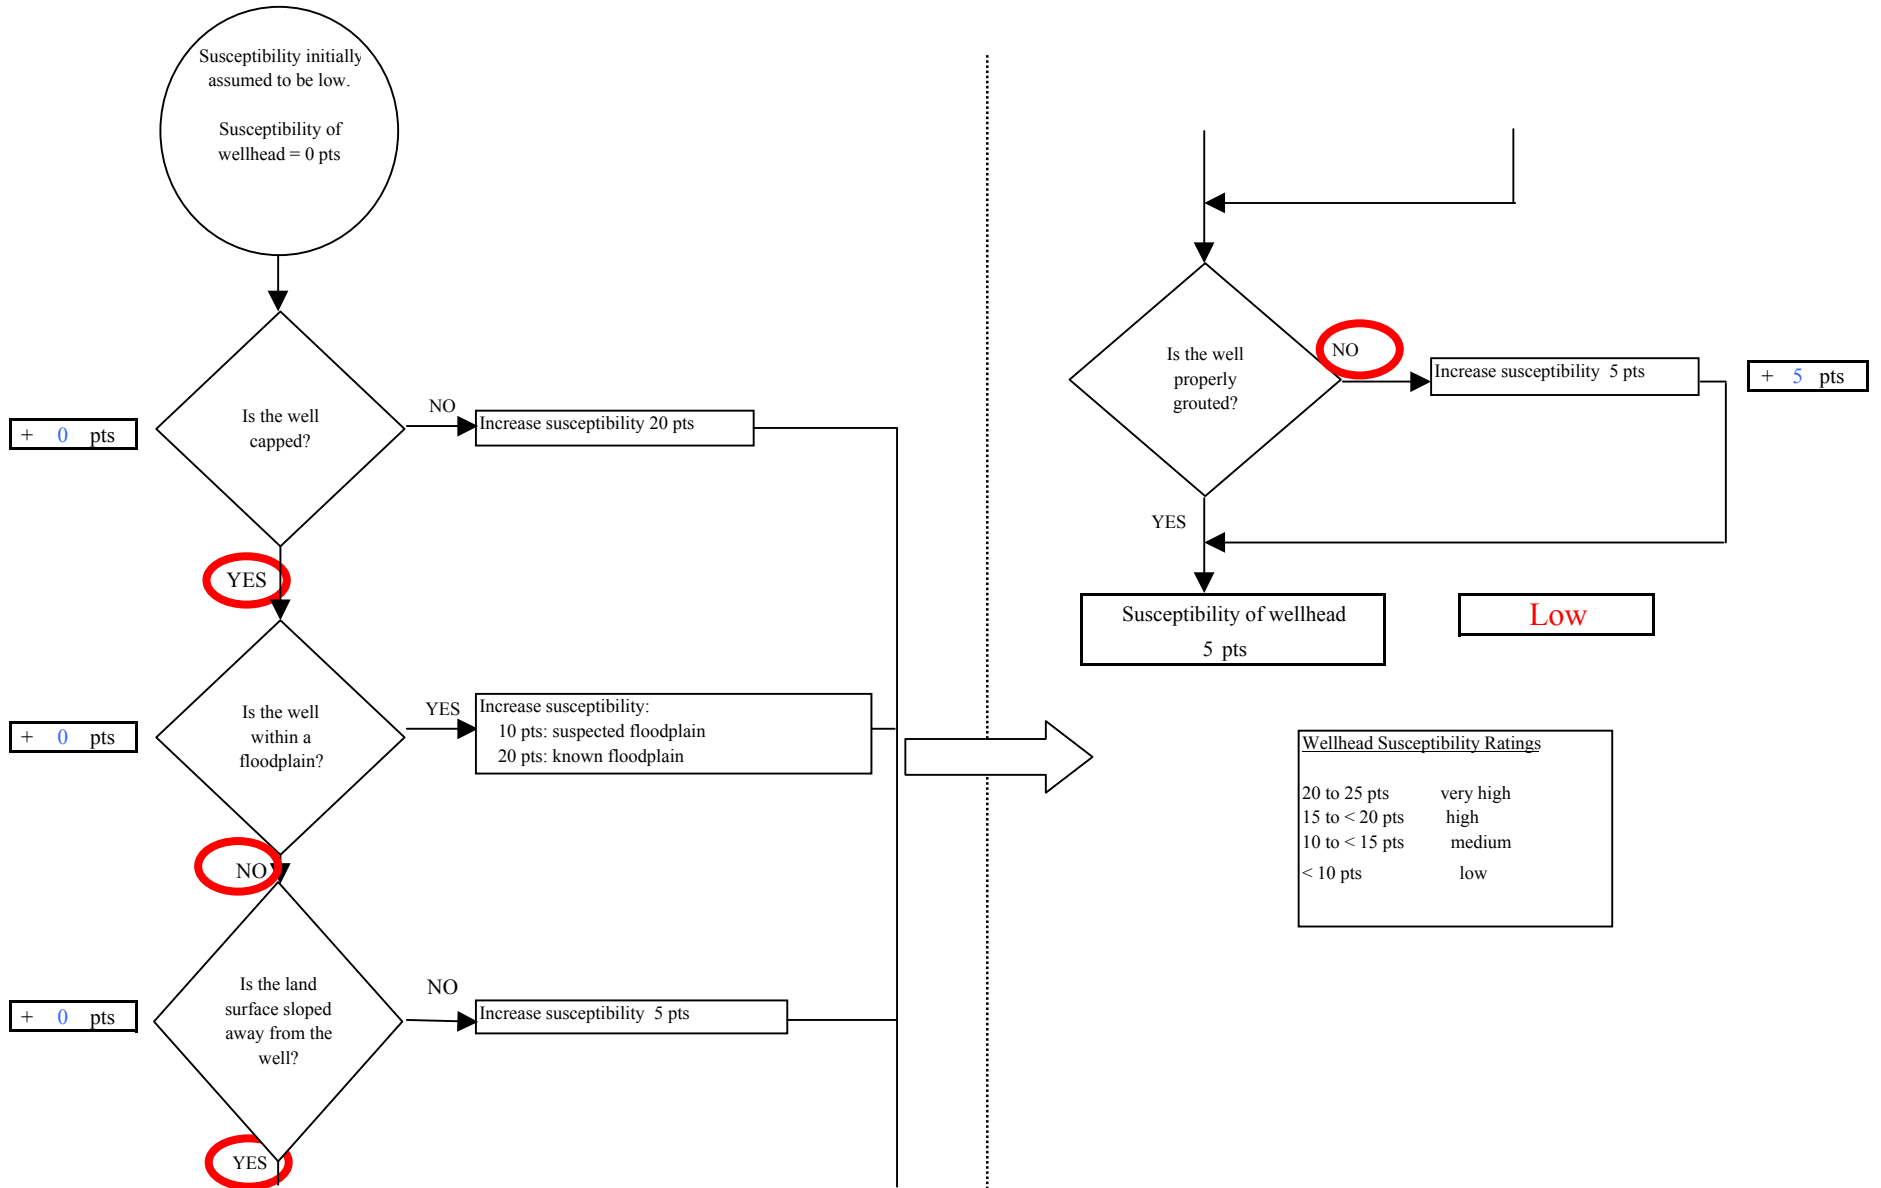 Susceptibility initially
assumed to be low.
Susceptibility of
wellhead = 0 pts
Is the well
capped?
NO
Increase susceptibility 20 pts
+ 0 pts
YES
Is the well
within a
floodplain?
YES
Increase susceptibility:
10 pts: suspected floodplain
20 pts: known floodplain
+ 0 pts
NO
Is the land
surface sloped
away from the
well?
NO
Increase susceptibility 5 pts
+ 0 pts
YES
Is the well
properly
grouted?
NO
Increase susceptibility 5 pts
+ 5 pts
YES
Susceptibility of wellhead
5 pts
Low
Wellhead Susceptibility Ratings
20 to 25 pts very high
15 to < 20 pts high
10 to < 15 pts medium
< 10 pts low